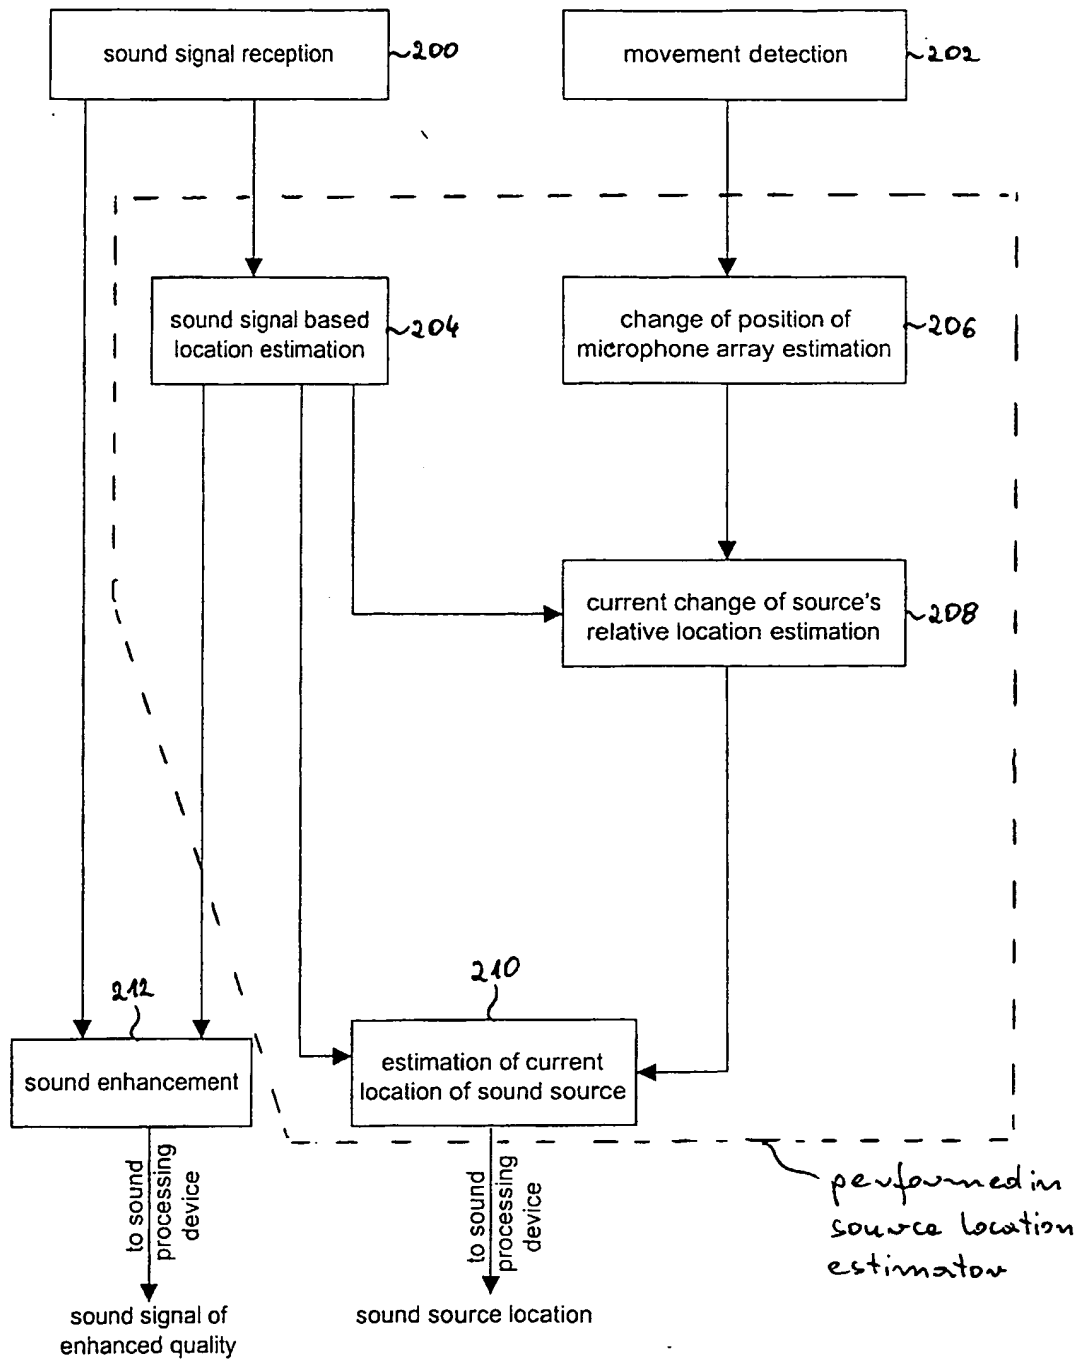 sound signal reception
200
movement detection
202
sound signal based
location estimation
204
change of position of
microphone array estimation
206
current change of source's
relative location estimation
208
212
sound enhancement
210
estimation of current
location of sound source
to sound
processing
device
to sound
processing
device
performed in
source location
estimator
sound signal of
enhanced quality
sound source location